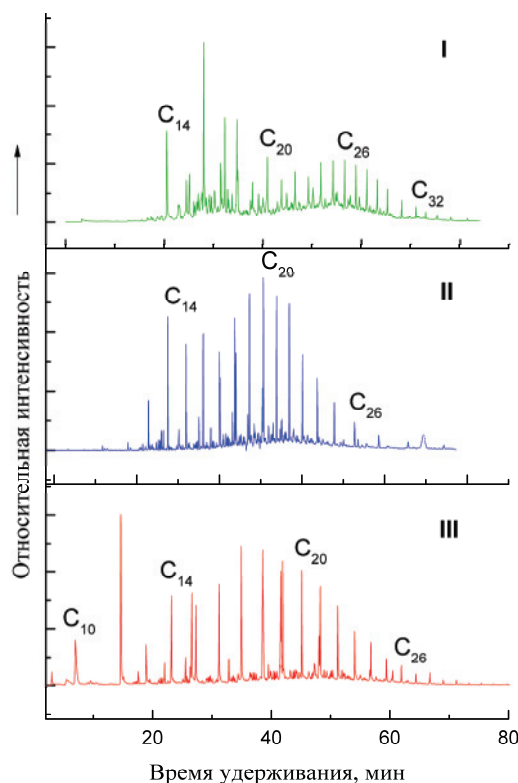 I
C14
C20
C26
C32
II
C14
C20
C26
III
C10
C14
C20
C26
Относительная интенсивность
20 40 60 80
Время удерживания, мин